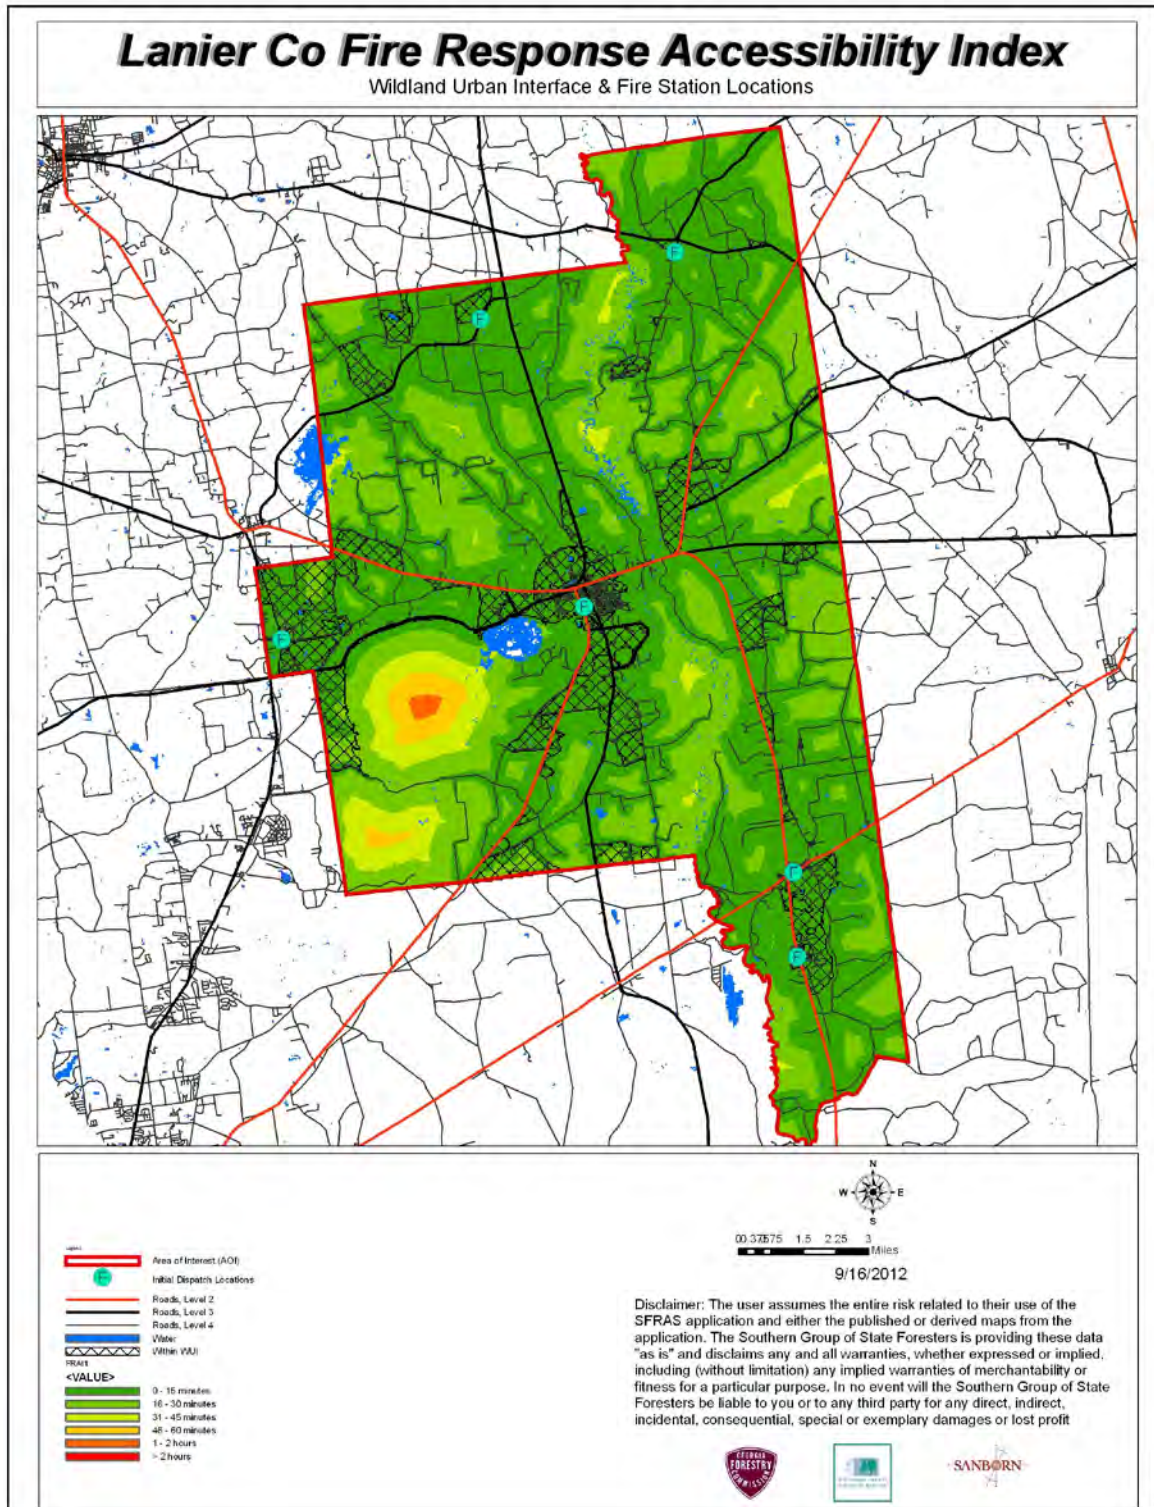 Lanier Co Fire Response Accessibility Index
Wildland Urban Interface & Fire Station Locations
F
F
F
F
F
F
N
W E
S
00.3750.75 1.5 2.25 3
Miles
9/16/2012
Legend
Area of Interest (AOI)
F
Initial Dispatch Locations
Roads, Level 2
Roads, Level 3
Roads, Level 4
Water
Within WUI
FRAI1
<VALUE>
0 - 15 minutes
16 - 30 minutes
31 - 45 minutes
46 - 60 minutes
1 - 2 hours
> 2 hours
Disclaimer: The user assumes the entire risk related to their use of the
SFRAS application and either the published or derived maps from the
application. The Southern Group of State Foresters is providing these data
"as is" and disclaims any and all warranties, whether expressed or implied,
including (without limitation) any implied warranties of merchantability or
fitness for a particular purpose. In no event will the Southern Group of State
Foresters be liable to you or to any third party for any direct, indirect,
incidental, consequential, special or exemplary damages or lost profit
GEORGIA
FORESTRY
COMMISSION
SANBORN